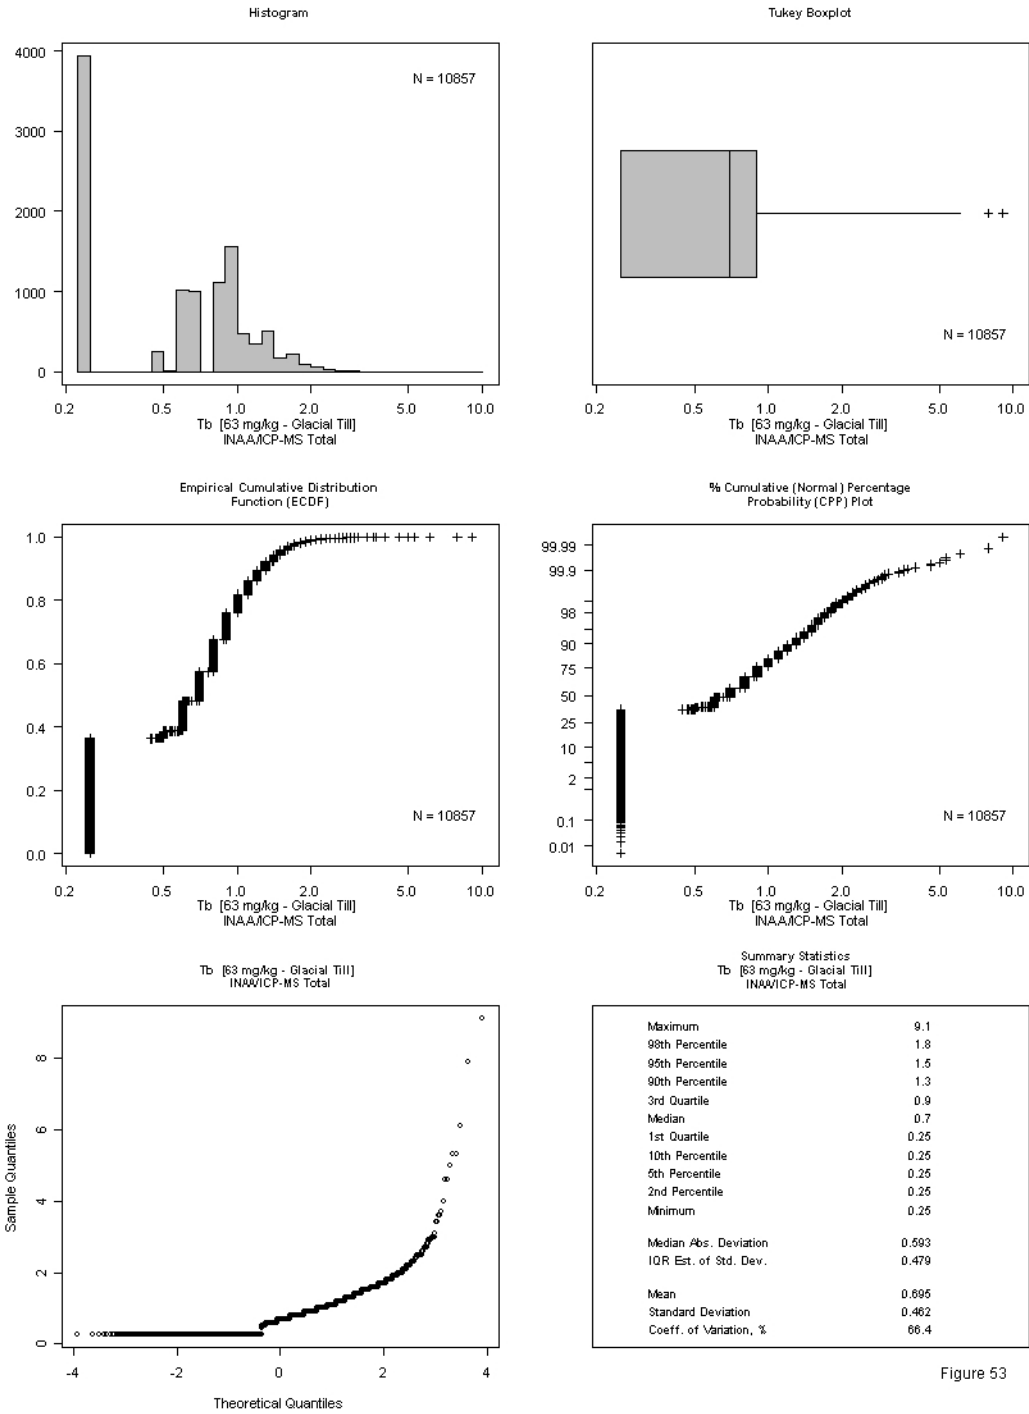 Histogram
4000
3000
2000
1000
0
N = 10857
0.2 0.5 1.0 2.0 5.0 10.0
Tb [63 mg/kg - Glacial Till]
INAA/ICP-MS Total
Tukey Boxplot
N = 10857
0.2 0.5 1.0 2.0 5.0 10.0
Tb [63 mg/kg - Glacial Till]
INAA/ICP-MS Total
Empirical Cumulative Distribution
Function (ECDF)
1.0
0.8
0.6
0.4
0.2
0.0
N = 10857
0.2 0.5 1.0 2.0 5.0 10.0
Tb [63 mg/kg - Glacial Till]
INAA/ICP-MS Total
% Cumulative (Normal) Percentage
Probability (CPP) Plot
99.99
99.9
98
90
75
50
25
10
2
0.1
0.01
N = 10857
0.2 0.5 1.0 2.0 5.0 10.0
Tb [63 mg/kg - Glacial Till]
INAA/ICP-MS Total
Tb [63 mg/kg - Glacial Till]
INAA/ICP-MS Total
Sample Quantiles
8
6
4
2
0
-4 -2 0 2 4
Theoretical Quantiles
Summary Statistics
Tb [63 mg/kg - Glacial Till]
INAA/ICP-MS Total
Maximum 9.1
98th Percentile 1.8
95th Percentile 1.5
90th Percentile 1.3
3rd Quartile 0.9
Median 0.7
1st Quartile 0.25
10th Percentile 0.25
5th Percentile 0.25
2nd Percentile 0.25
Minimum 0.25
Median Abs. Deviation 0.593
IQR Est. of Std. Dev. 0.479
Mean 0.695
Standard Deviation 0.462
Coeff. of Variation, % 66.4
Figure 53